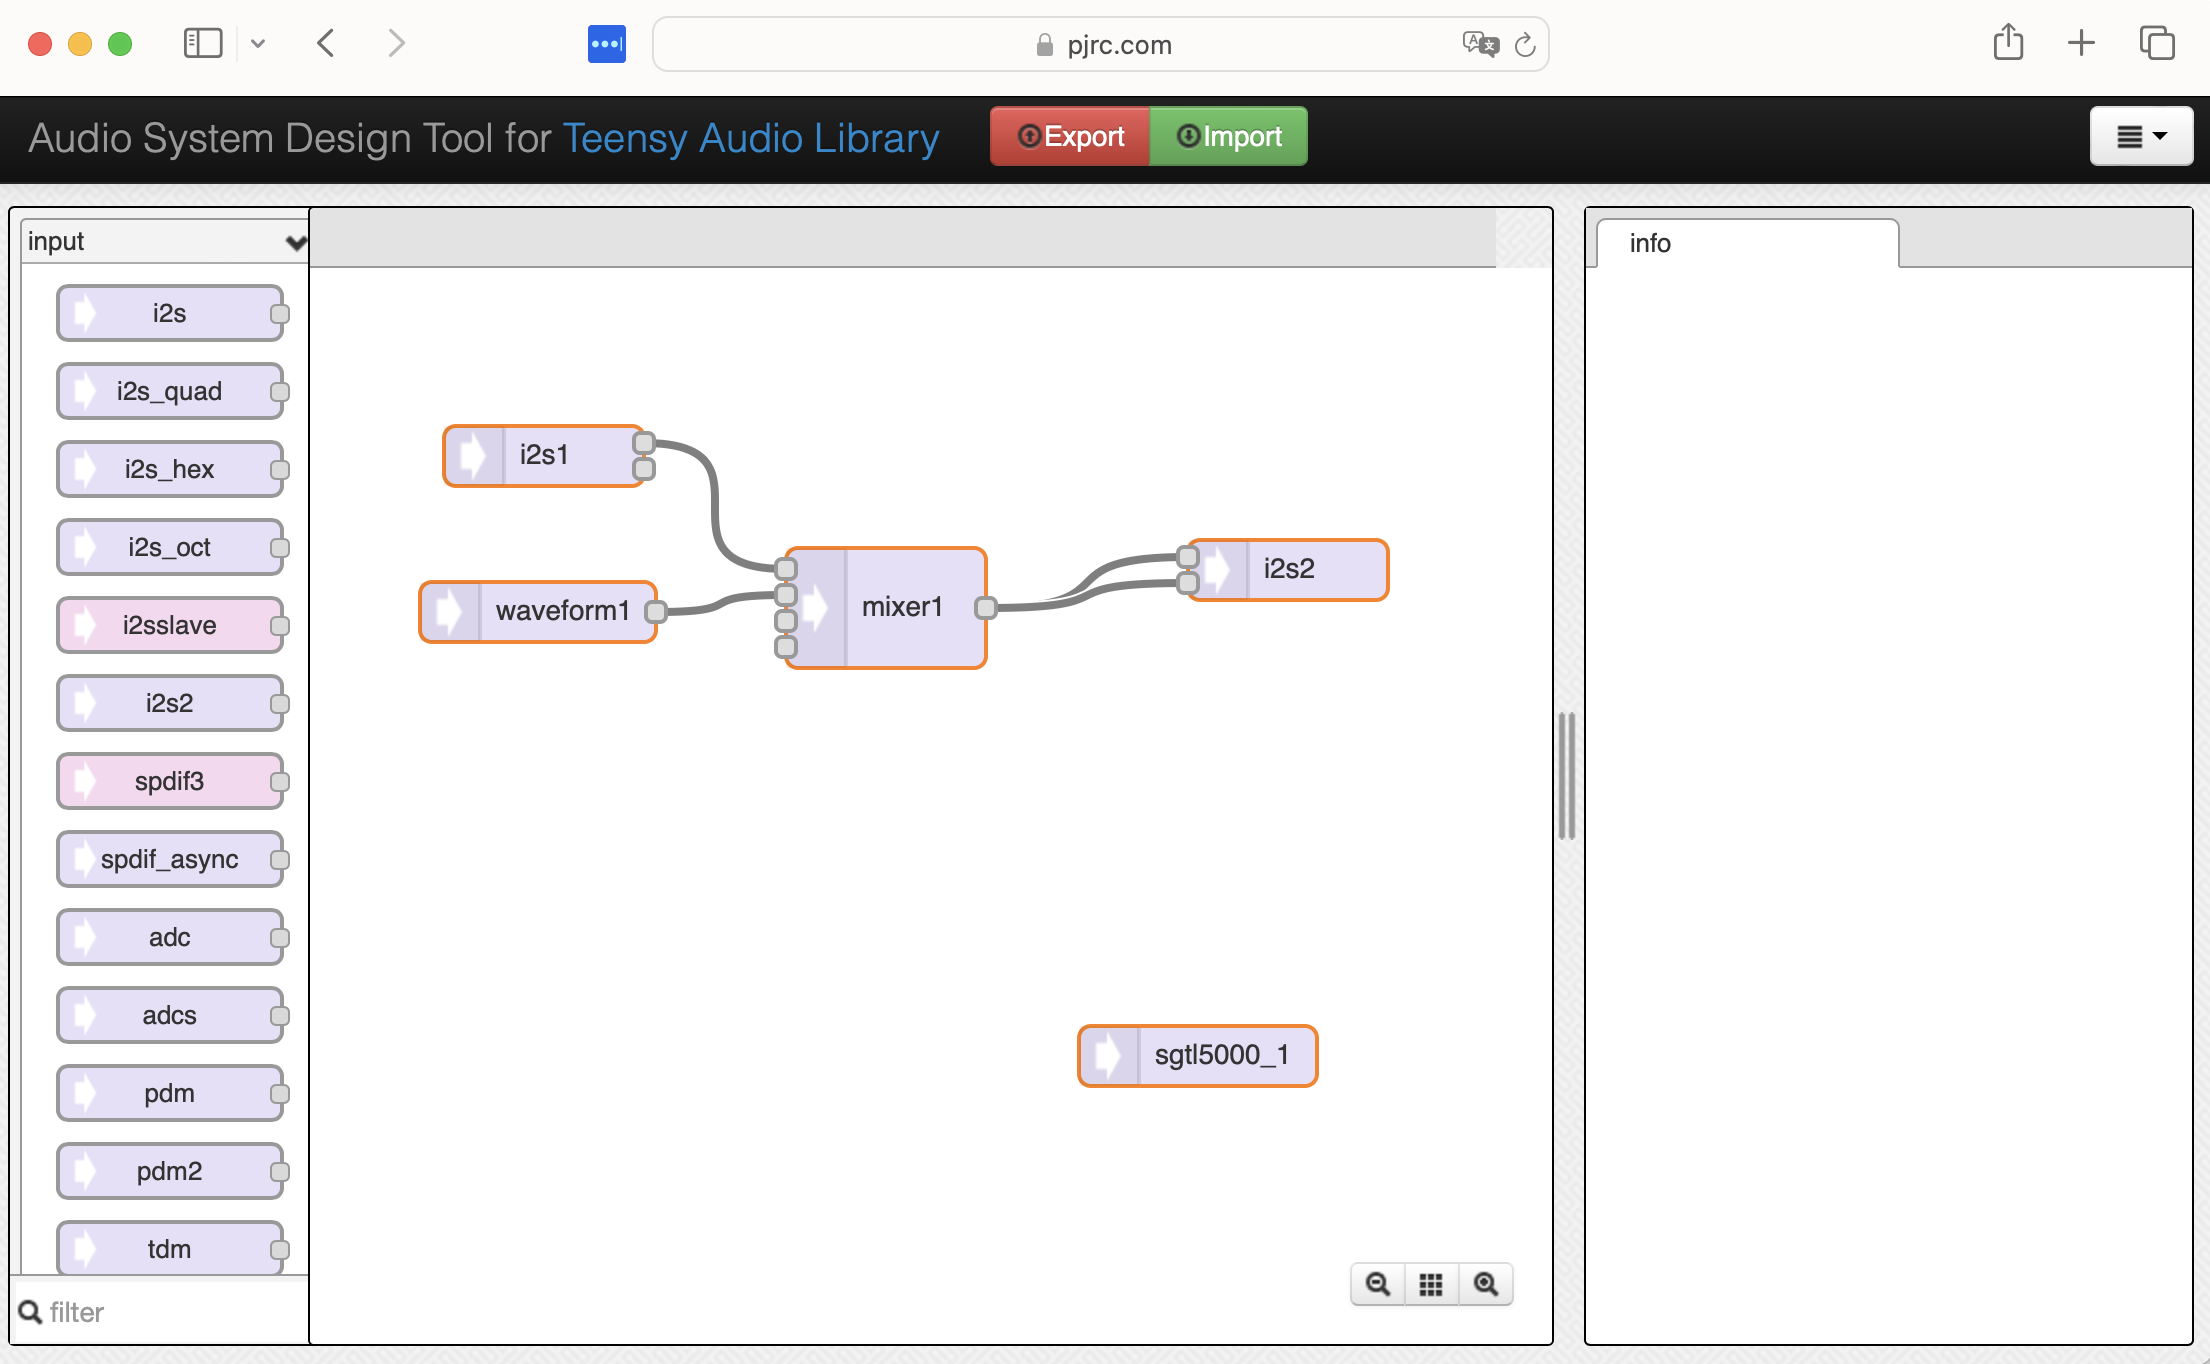 pjrc.com
Audio System Design Tool for Teensy Audio Library
Export
Import
input
i2s
i2s_quad
i2s_hex
i2s_oct
i2sslave
i2s2
spdif3
spdif_async
adc
adcs
pdm
pdm2
tdm
filter
i2s1
waveform1
mixer1
i2s2
sgtl5000_1
info